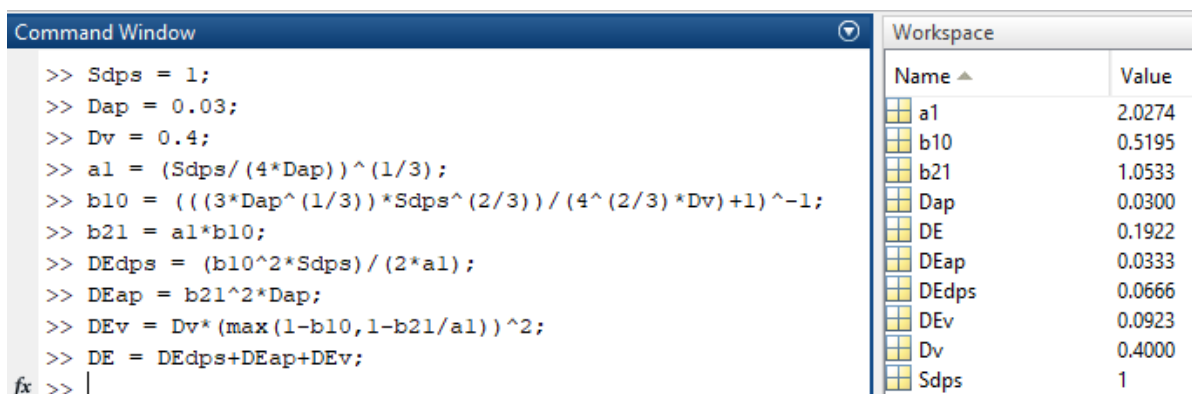 Command Window
>> Sdps = 1;
>> Dap = 0.03;
>> Dv = 0.4;
>> a1 = (Sdps/(4*Dap))^(1/3);
>> b10 = (((3*Dap^(1/3))*Sdps^(2/3))/(4^(2/3)*Dv)+1)^-1;
>> b21 = a1*b10;
>> DEdps = (b10^2*Sdps)/(2*a1);
>> DEap = b21^2*Dap;
>> DEv = Dv*(max(1-b10,1-b21/a1))^2;
>> DE = DEdps+DEap+DEv;
fx >>
Workspace
Name Value
a1 2.0274
b10 0.5195
b21 1.0533
Dap 0.0300
DE 0.1922
DEap 0.0333
DEdps 0.0666
DEv 0.0923
Dv 0.4000
Sdps 1